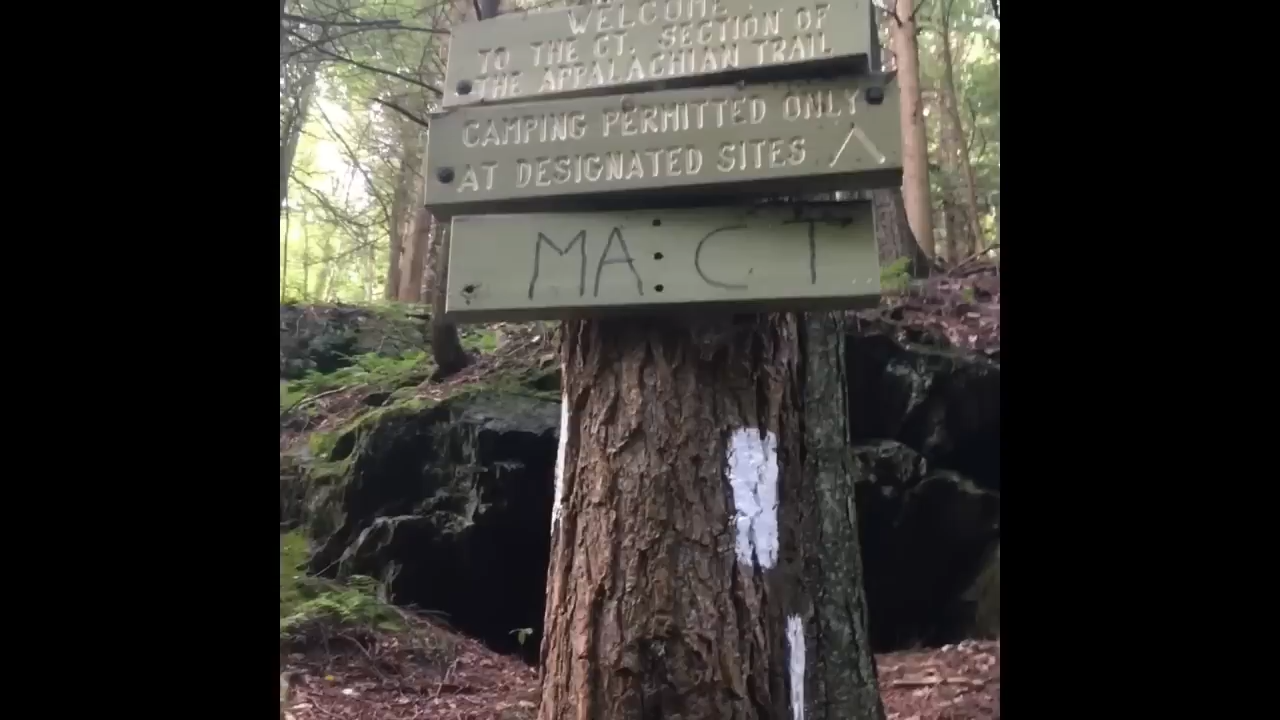 WELCOME
TO THE CT. SECTION OF
THE APPALACHIAN TRAIL
CAMPING PERMITTED ONLY
AT DESIGNATED SITES
MA : CT